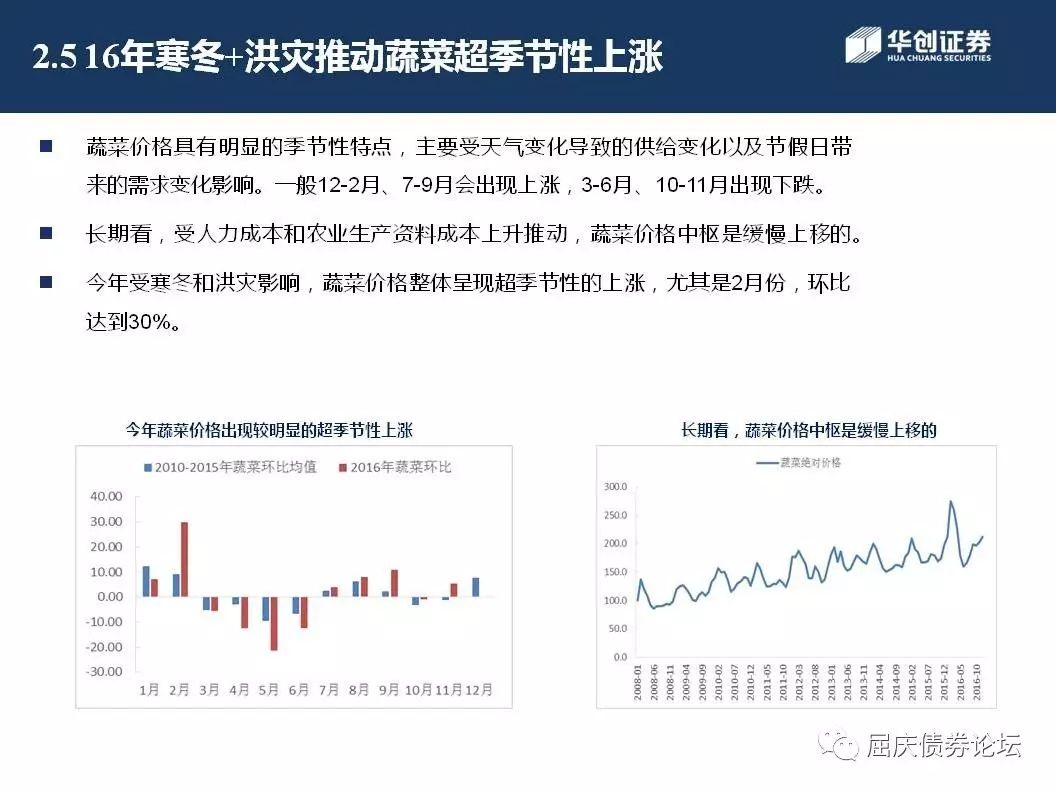 2.5 16年寒冬+洪灾推动蔬菜超季节性上涨
华创证券
HUA CHUANG SECURITIES
■ 蔬菜价格具有明显的季节性特点，主要受天气变化导致的供给变化以及节假日带
来的需求变化影响。一般12-2月、7-9月会出现上涨，3-6月、10-11月出现下跌。
■ 长期看，受人力成本和农业生产资料成本上升推动，蔬菜价格中枢是缓慢上移的。
■ 今年受寒冬和洪灾影响，蔬菜价格整体呈现超季节性的上涨，尤其是2月份，环比
达到30%。
今年蔬菜价格出现较明显的超季节性上涨
2010-2015年蔬菜环比均值 2016年蔬菜环比
40.00
30.00
20.00
10.00
0.00
-10.00
-20.00
-30.00
1月 2月 3月 4月 5月 6月 7月 8月 9月 10月 11月 12月
长期看，蔬菜价格中枢是缓慢上移的
蔬菜绝对价格
300.0
250.0
200.0
150.0
100.0
50.0
0.0
2008-01 2008-06 2008-11 2009-04 2009-09 2010-02 2010-07 2010-12 2011-05 2011-10 2012-03 2012-08 2013-01 2013-06 2013-11 2014-04 2014-09 2015-02 2015-07 2015-12 2016-05 2016-10
屈庆债券论坛